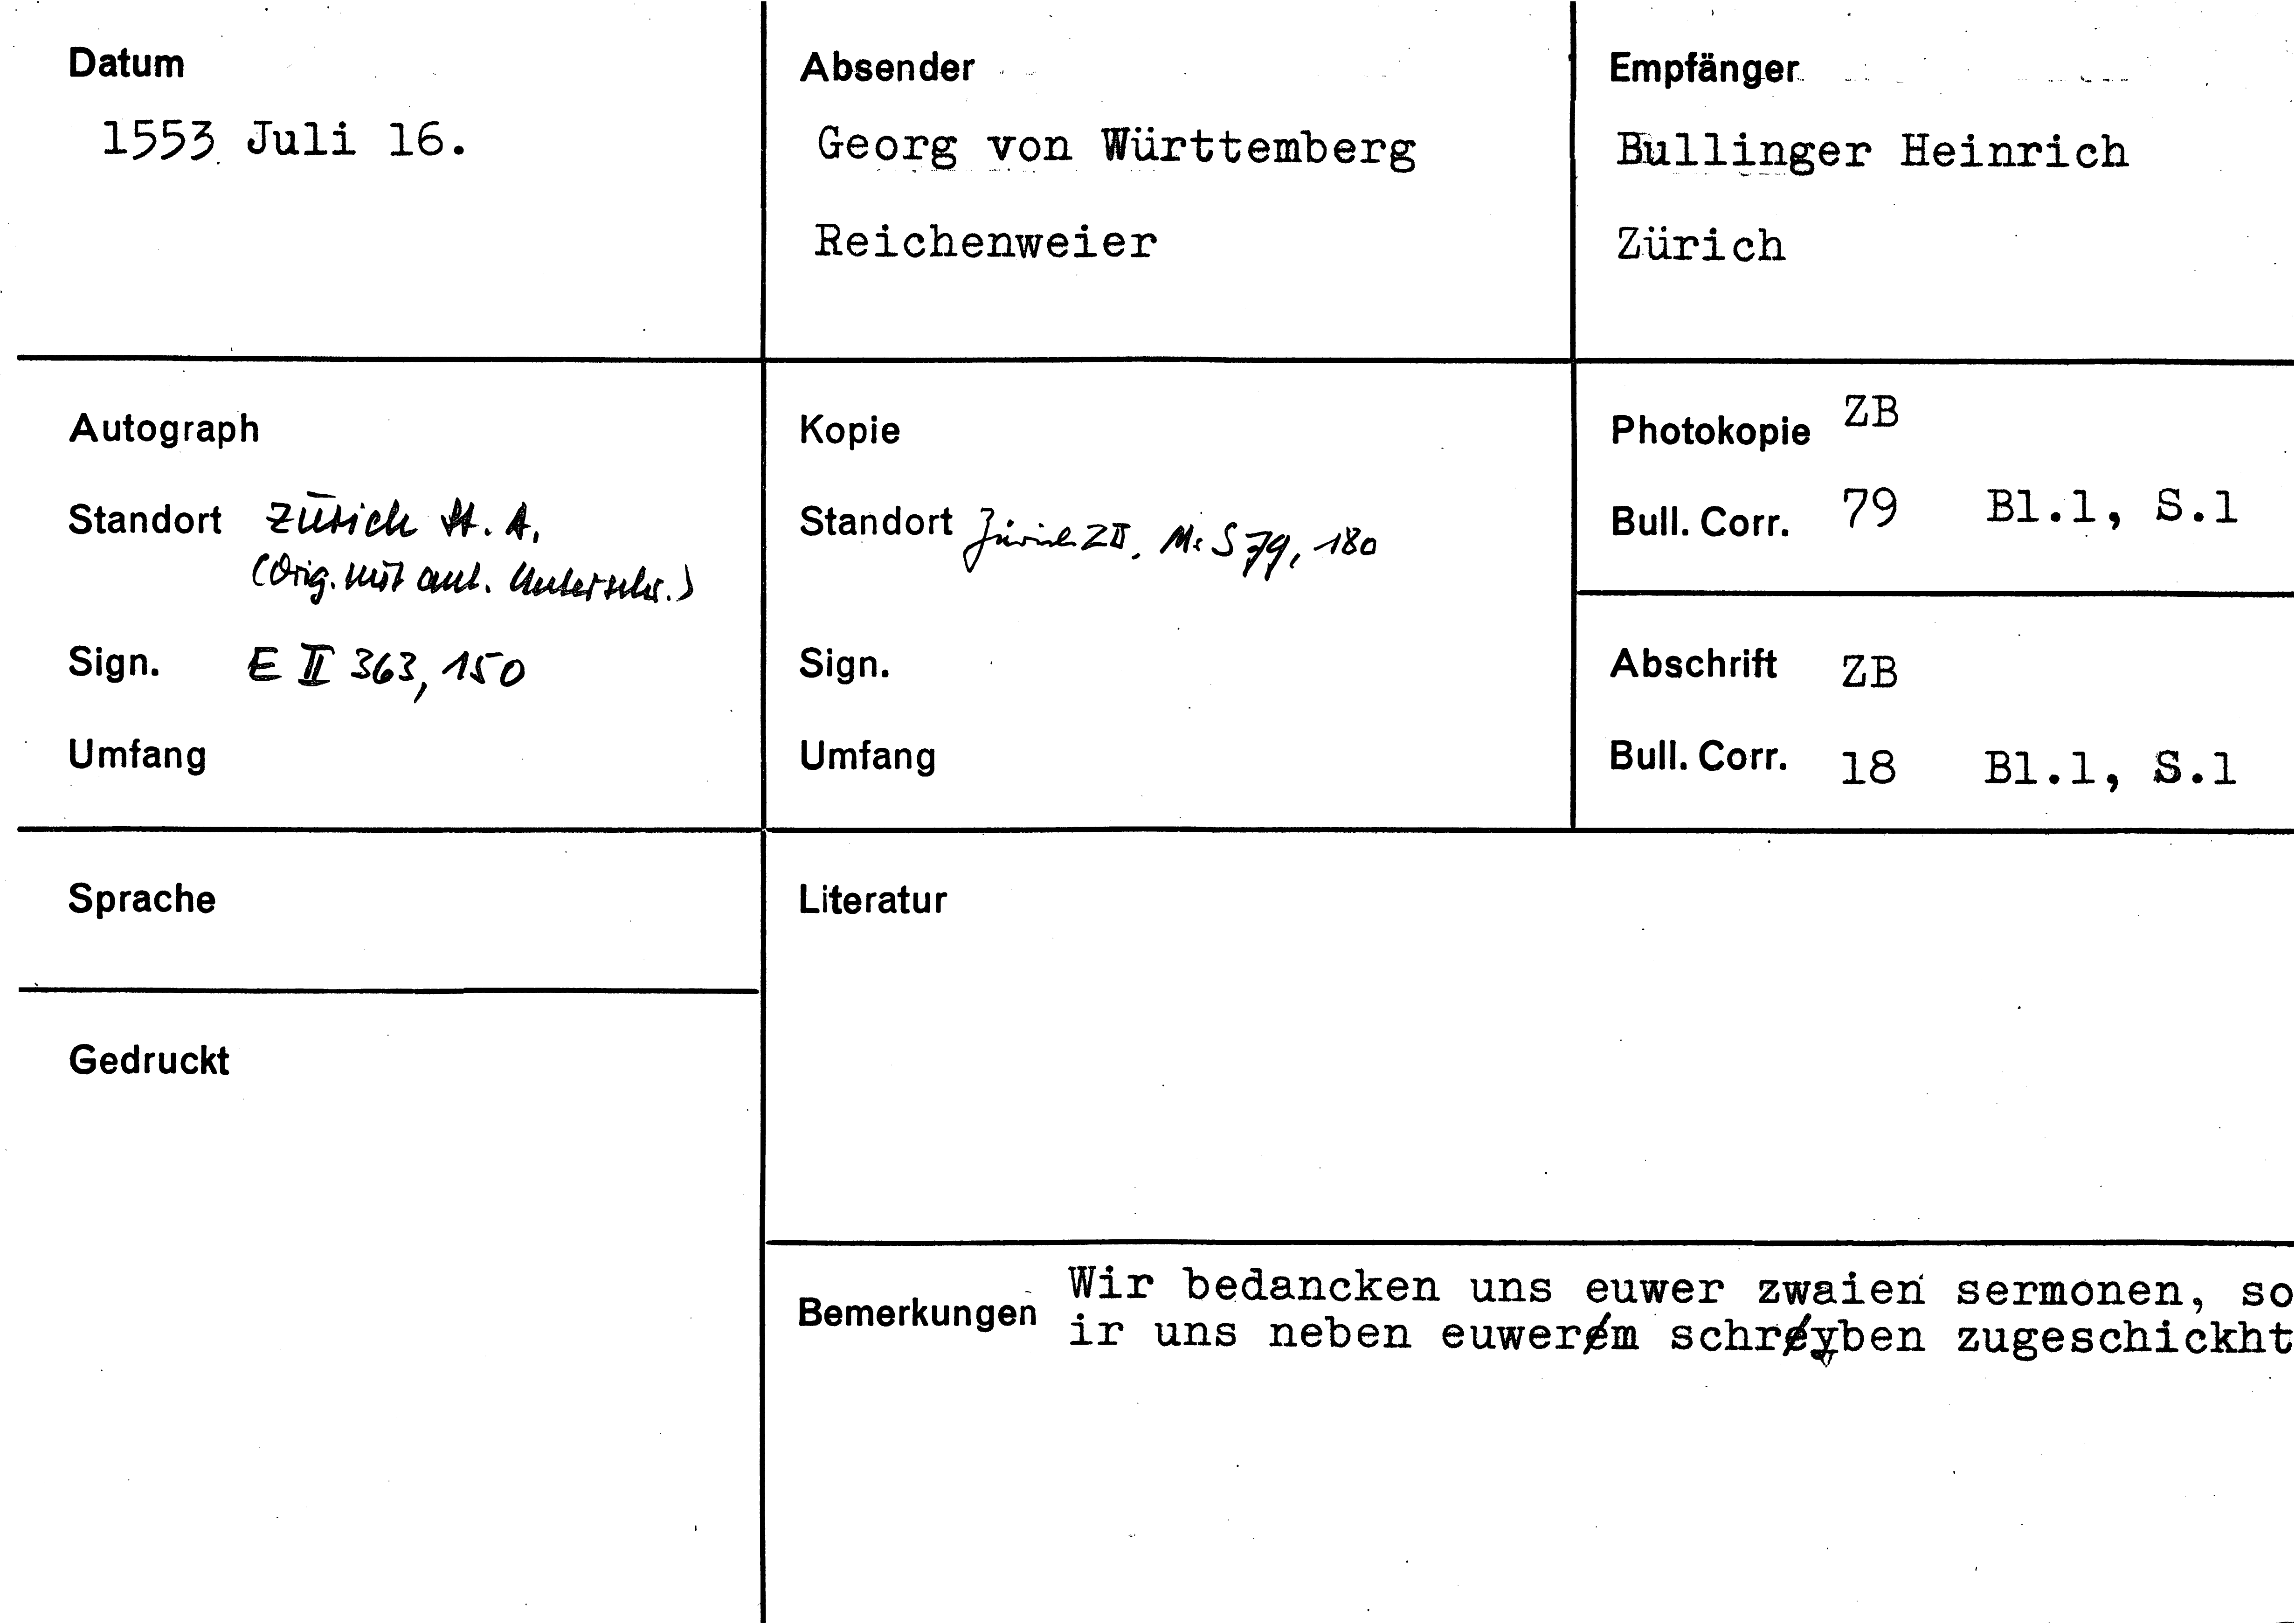 Datum
1553 Juli 16.
Absender
Georg von Württemberg
Reichenweier
Empfänger
Bullinger Heinrich
Zürich
Autograph
Standort Zürich St. A.
(Orig. mit aut. Unterschr.)
Sign. E II 363, 150
Umfang
Kopie
Standort Zürich ZB, Ms S 79, 180
Sign.
Umfang
Photokopie ZB
Bull. Corr. 79 Bl.1, S.1
Abschrift ZB
Bull. Corr. 18 Bl.1, S.1
Sprache
Gedruckt
Literatur
Bemerkungen Wir bedancken uns euwer zwaien sermonen, so
ir uns neben euwerem schreyben zugeschickht